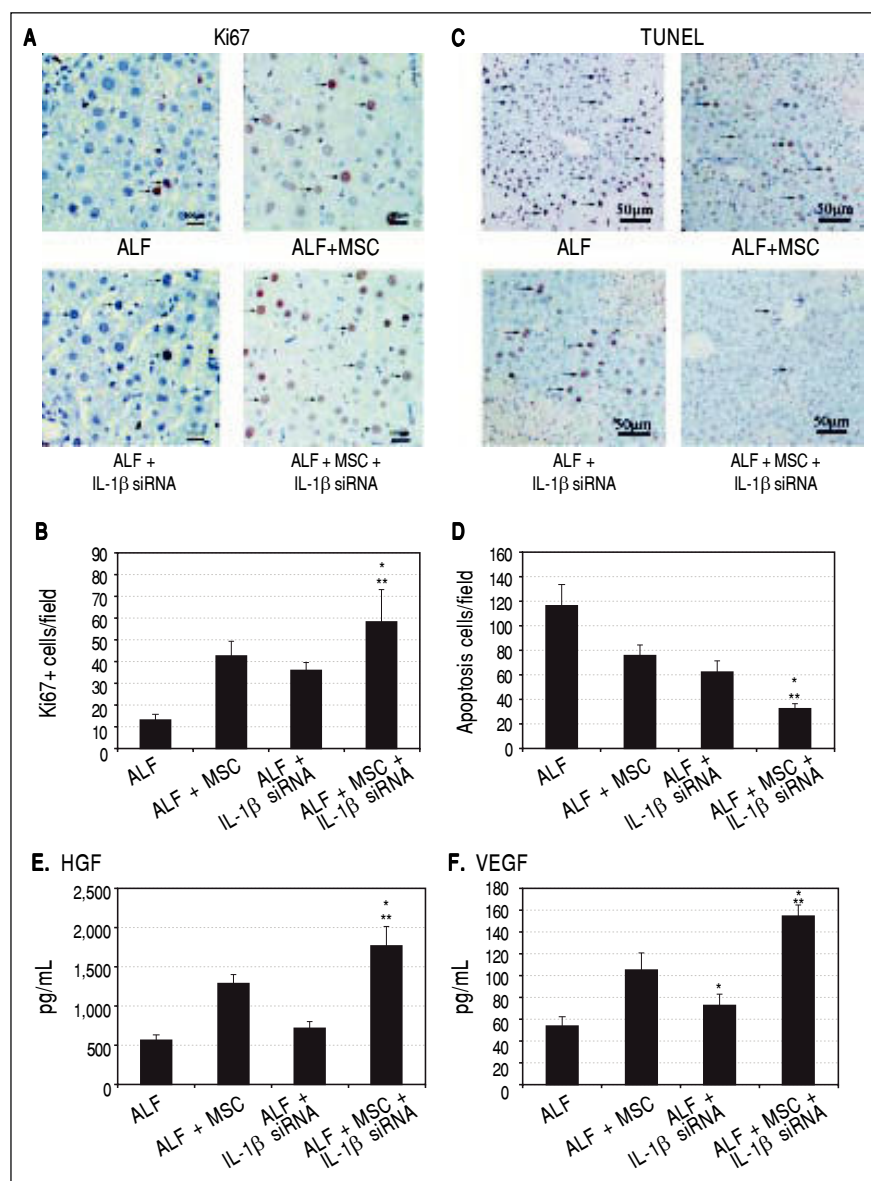 A Ki67
C TUNEL
ALF
ALF+MSC
ALF
ALF+MSC
50µm
50µm
ALF +
IL-1β siRNA
ALF + MSC +
IL-1β siRNA
ALF +
IL-1β siRNA
ALF + MSC +
IL-1β siRNA
50µm
50µm
B
Ki67+ cells/field
90
80
70
60
50
40
30
20
10
0
*
**
ALF
ALF + MSC
ALF +
IL-1β siRNA
ALF + MSC +
IL-1β siRNA
D
Apoptosis cells/field
160
140
120
100
80
60
40
20
0
*
**
ALF
ALF + MSC
ALF +
IL-1β siRNA
ALF + MSC +
IL-1β siRNA
E. HGF
pg/mL
2,500
2,000
1,500
1,000
500
0
*
**
ALF
ALF + MSC
ALF +
IL-1β siRNA
ALF + MSC +
IL-1β siRNA
F. VEGF
pg/mL
180
160
140
120
100
80
60
40
20
0
*
*
**
ALF
ALF + MSC
ALF +
IL-1β siRNA
ALF + MSC +
IL-1β siRNA